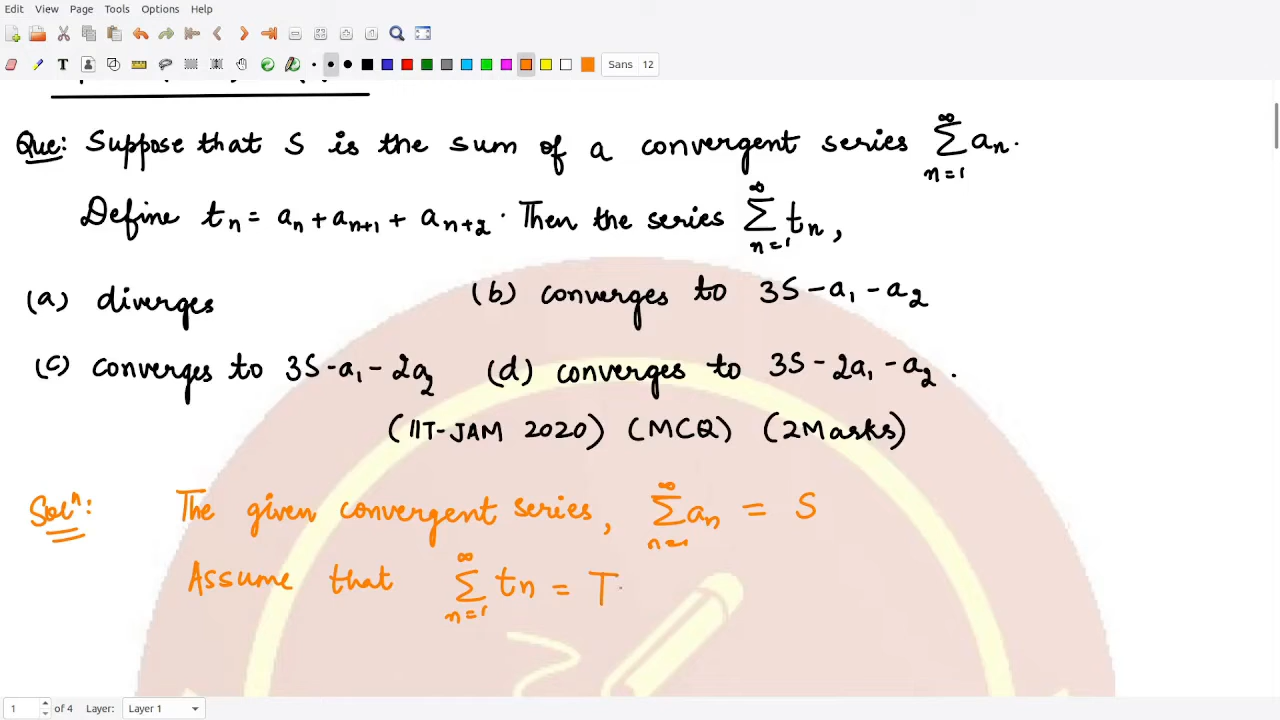 Edit View Page Tools Options Help
Sans 12
Que: Suppose that S is the sum of a convergent series ∑_{n=1}^{∞} a_n.
Define t_n = a_n + a_{n+1} + a_{n+2}. Then the series ∑_{n=1}^{∞} t_n,
(a) diverges (b) converges to 3S - a_1 - a_2
(c) converges to 3S - a_1 - 2a_2 (d) converges to 3S - 2a_1 - a_2.
(IIT-JAM 2020) (MCQ) (2 Marks)
Sol^n: The given convergent series, ∑_{n=1}^{∞} a_n = S
Assume that ∑_{n=1}^{∞} t_n = T
1 of 4 Layer: Layer 1